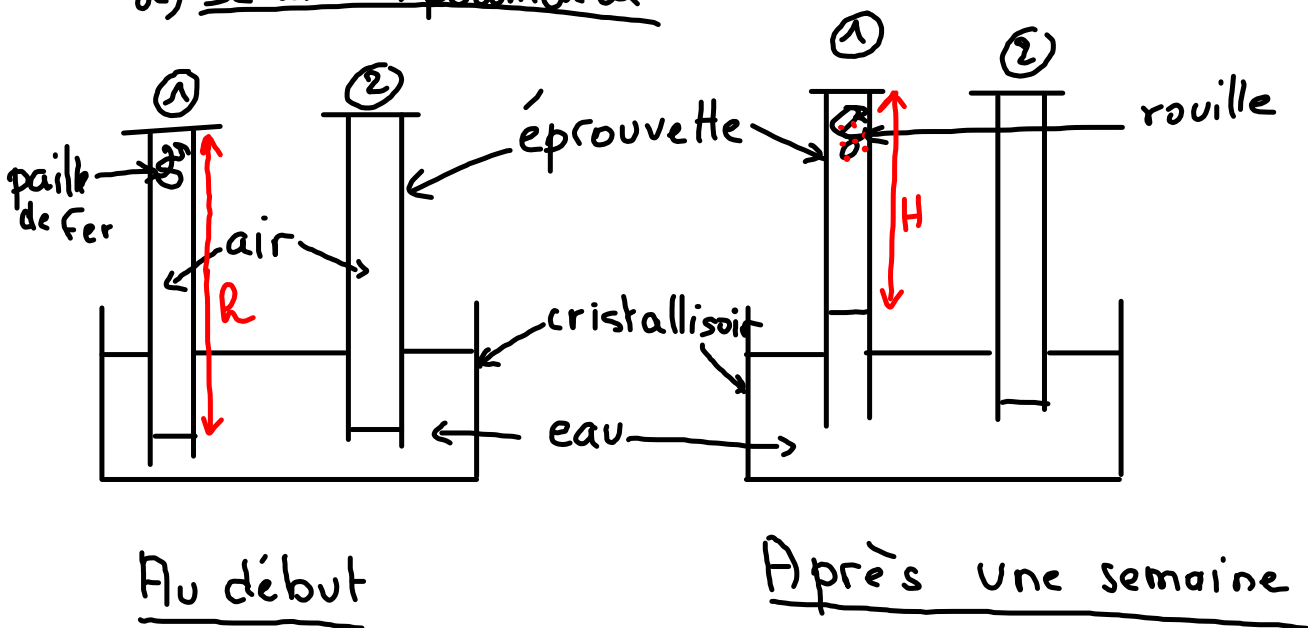 ① ②
paille
de fer
air
h
éprouvette
cristallisoir
eau
① ②
rouille
H
Au début
Après une semaine